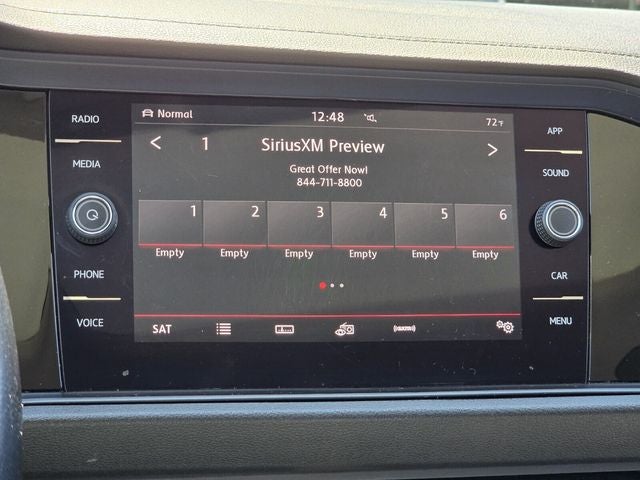 RADIO
MEDIA
PHONE
VOICE
Normal 12:48 72°F
< 1 SiriusXM Preview >
Great Offer Now!
844-711-8800
1 2 3 4 5 6
Empty Empty Empty Empty Empty Empty
SAT
APP
SOUND
CAR
MENU